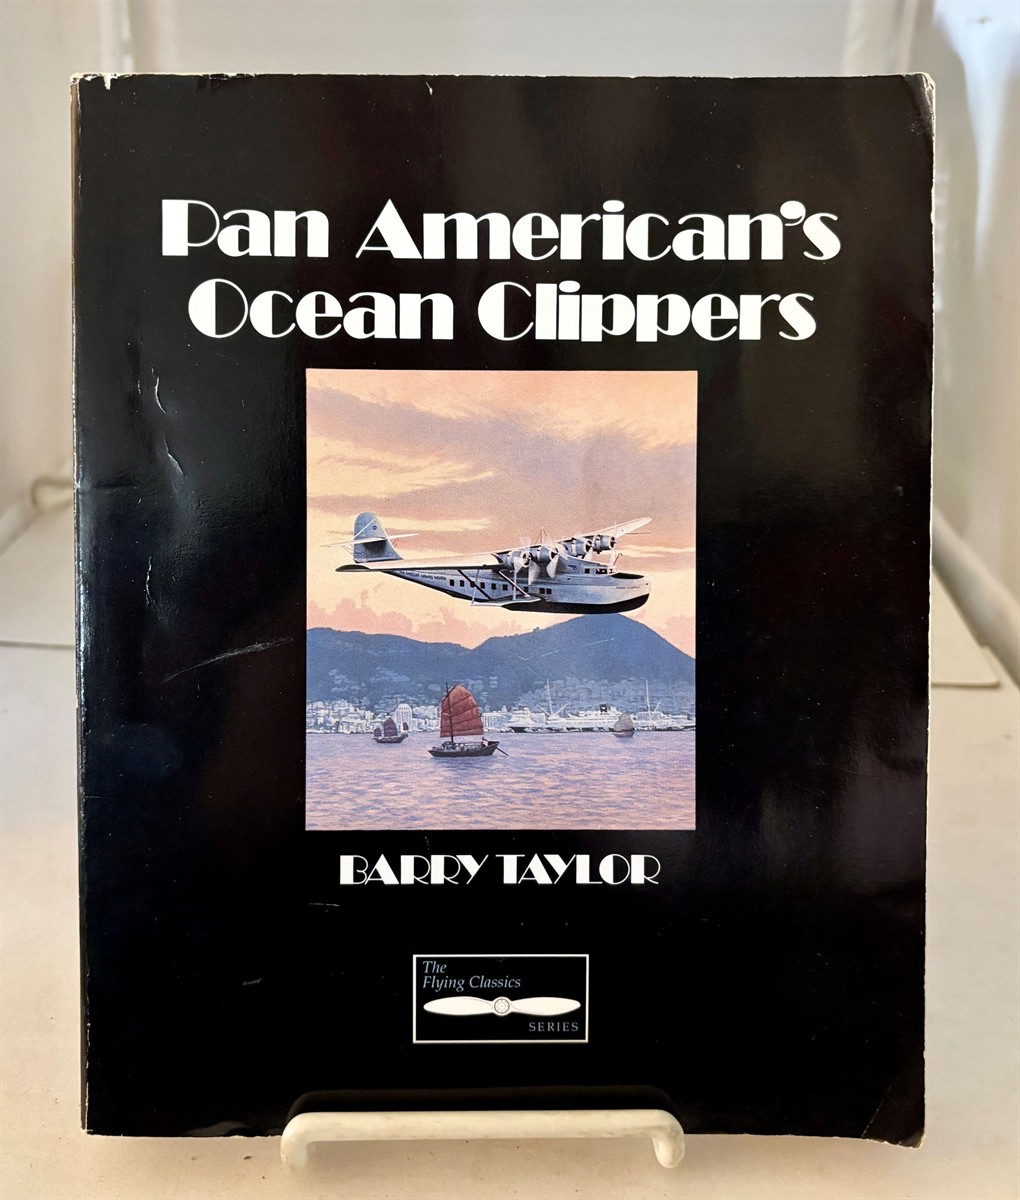 Pan American's
Ocean Clippers
BARRY TAYLOR
The
Flying Classics
SERIES